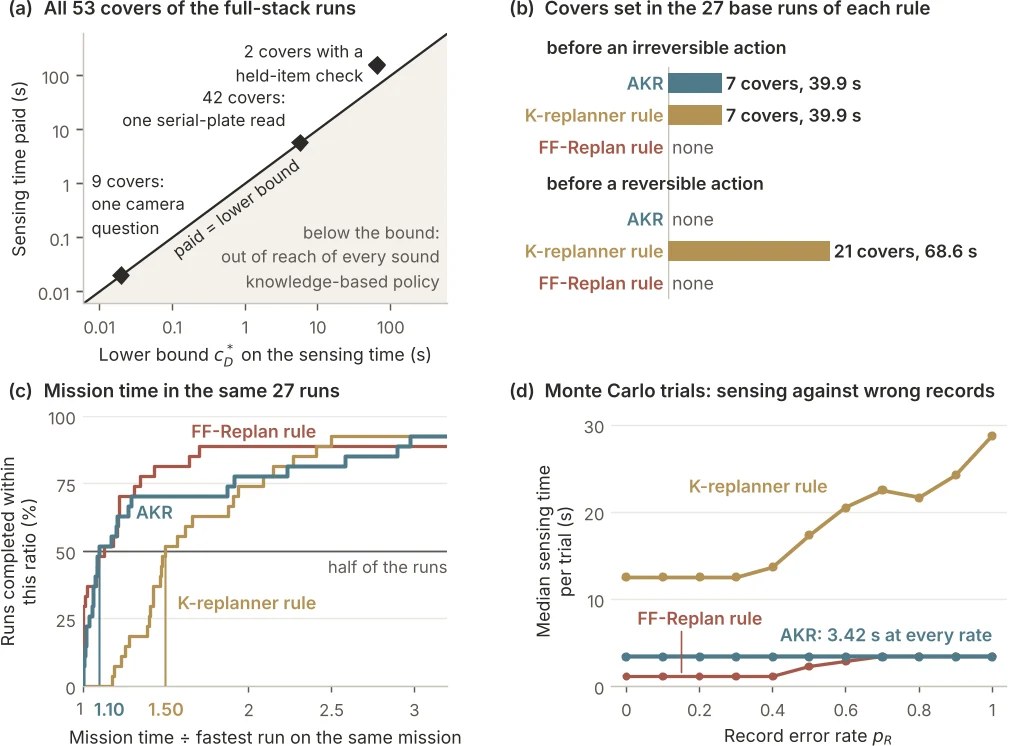 (a) All 53 covers of the full-stack runs
Sensing time paid (s)
100
10
1
0.1
0.01
2 covers with a
held-item check
42 covers:
one serial-plate read
9 covers:
one camera
question
paid = lower bound
below the bound:
out of reach of every sound
knowledge-based policy
0.01 0.1 1 10 100
Lower bound c*D on the sensing time (s)
(b) Covers set in the 27 base runs of each rule
before an irreversible action
AKR 7 covers, 39.9 s
K-replanner rule 7 covers, 39.9 s
FF-Replan rule none
before a reversible action
AKR none
K-replanner rule 21 covers, 68.6 s
FF-Replan rule none
(c) Mission time in the same 27 runs
Runs completed within
this ratio (%)
100
75
50
25
0
FF-Replan rule
AKR
half of the runs
K-replanner rule
1 1.10 1.50 2 2.5 3
Mission time ÷ fastest run on the same mission
(d) Monte Carlo trials: sensing against wrong records
Median sensing time
per trial (s)
30
20
10
0
K-replanner rule
FF-Replan rule
AKR: 3.42 s at every rate
0 0.2 0.4 0.6 0.8 1
Record error rate pR